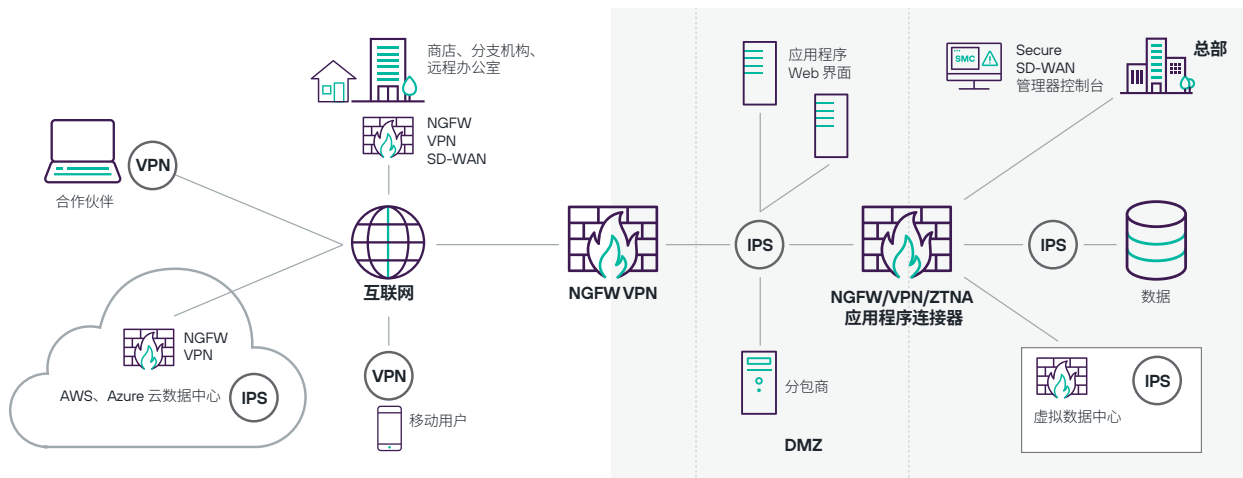 商店、分支机构、
远程办公室
NGFW
VPN
SD-WAN
VPN
合作伙伴
互联网
NGFW
VPN
AWS、Azure 云数据中心
IPS
VPN
移动用户
NGFW VPN
应用程序
Web 界面
IPS
分包商
DMZ
NGFW/VPN/ZTNA
应用程序连接器
SMC
Secure
SD-WAN
管理器控制台
总部
IPS
数据
IPS
虚拟数据中心